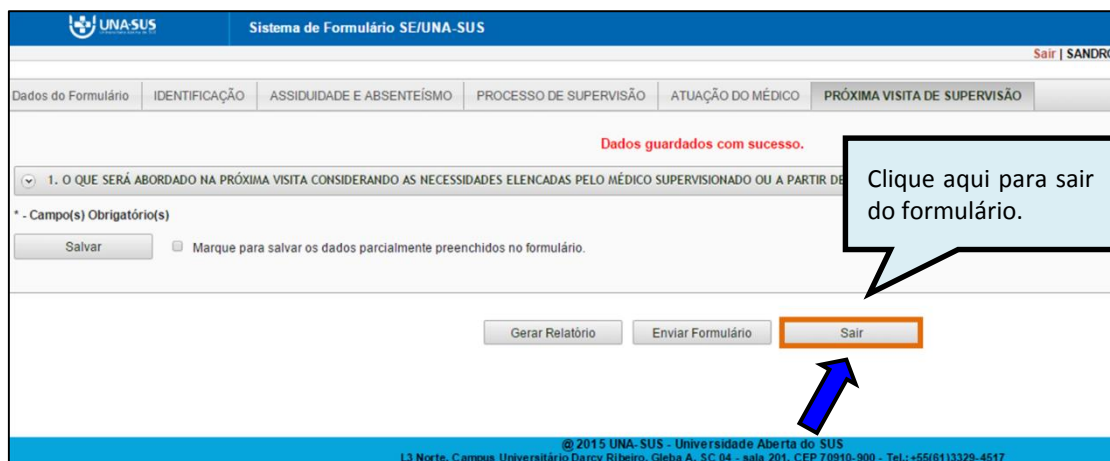 UNA-SUS
Sistema de Formulário SE/UNA-SUS
Sair | SANDRO
Dados do Formulário IDENTIFICAÇÃO ASSIDUIDADE E ABSENTEÍSMO PROCESSO DE SUPERVISÃO ATUAÇÃO DO MÉDICO PRÓXIMA VISITA DE SUPERVISÃO
Dados guardados com sucesso.
1. O QUE SERÁ ABORDADO NA PRÓXIMA VISITA CONSIDERANDO AS NECESSIDADES ELENCADAS PELO MÉDICO SUPERVISIONADO OU A PARTIR DE
Clique aqui para sair
do formulário.
* - Campo(s) Obrigatório(s)
Salvar Marque para salvar os dados parcialmente preenchidos no formulário.
Gerar Relatório Enviar Formulário Sair
@ 2015 UNA- SUS - Universidade Aberta do SUS
L3 Norte, Campus Universitário Darcy Ribeiro, Gleba A, SC 04 - sala 201, CEP 70910-900 - Tel.: +55(61)3329-4517